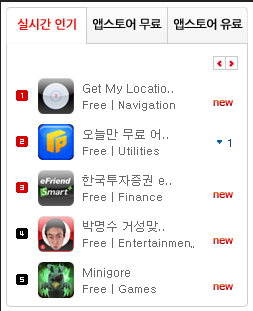 실시간 인기 앱스토어 무료 앱스토어 유료
1 Get My Locatio..
Free | Navigation new
2 오늘만 무료 어..
Free | Utilities 1
3 eFriend Smart+ 한국투자증권 e..
Free | Finance new
4 박명수 거성맞..
Free | Entertainmen.. new
5 Minigore
Free | Games new